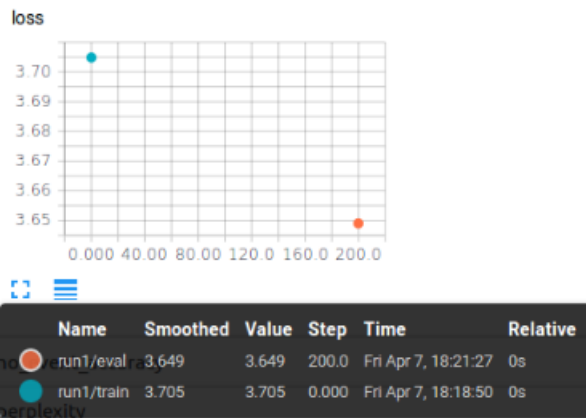 loss
3.70
3.69
3.68
3.67
3.66
3.65
0.000 40.00 80.00 120.0 160.0 200.0
Name Smoothed Value Step Time Relative
run1/eval 3.649 3.649 200.0 Fri Apr 7, 18:21:27 0s
run1/train 3.705 3.705 0.000 Fri Apr 7, 18:18:50 0s
perplexity